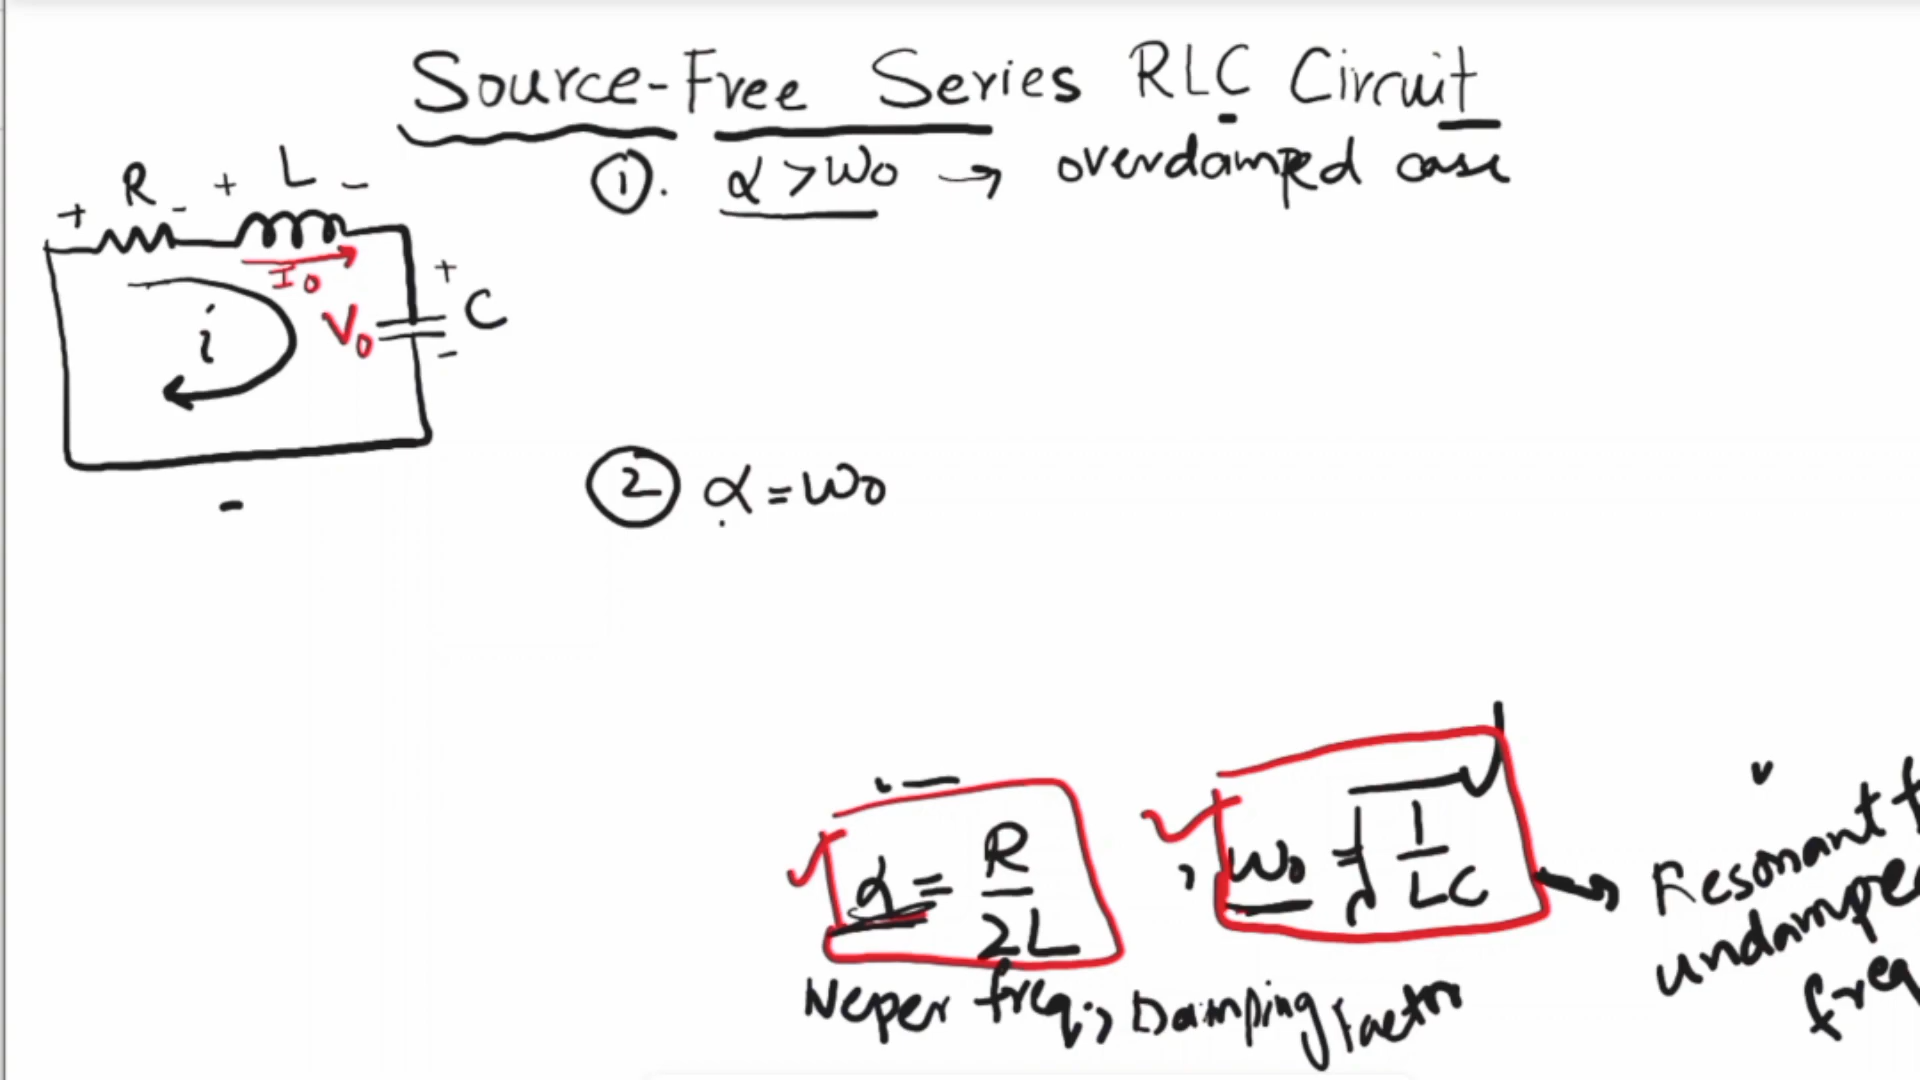 Source-Free Series RLC Circuit
①. α > ω0 → overdamped case
+ R - + L -
I0
+
i V0 C
-
② α = ω0
-
α = R/2L , ω0 = √(1/LC) → Resonant
undamped
Neper freq., Damping Factor freq